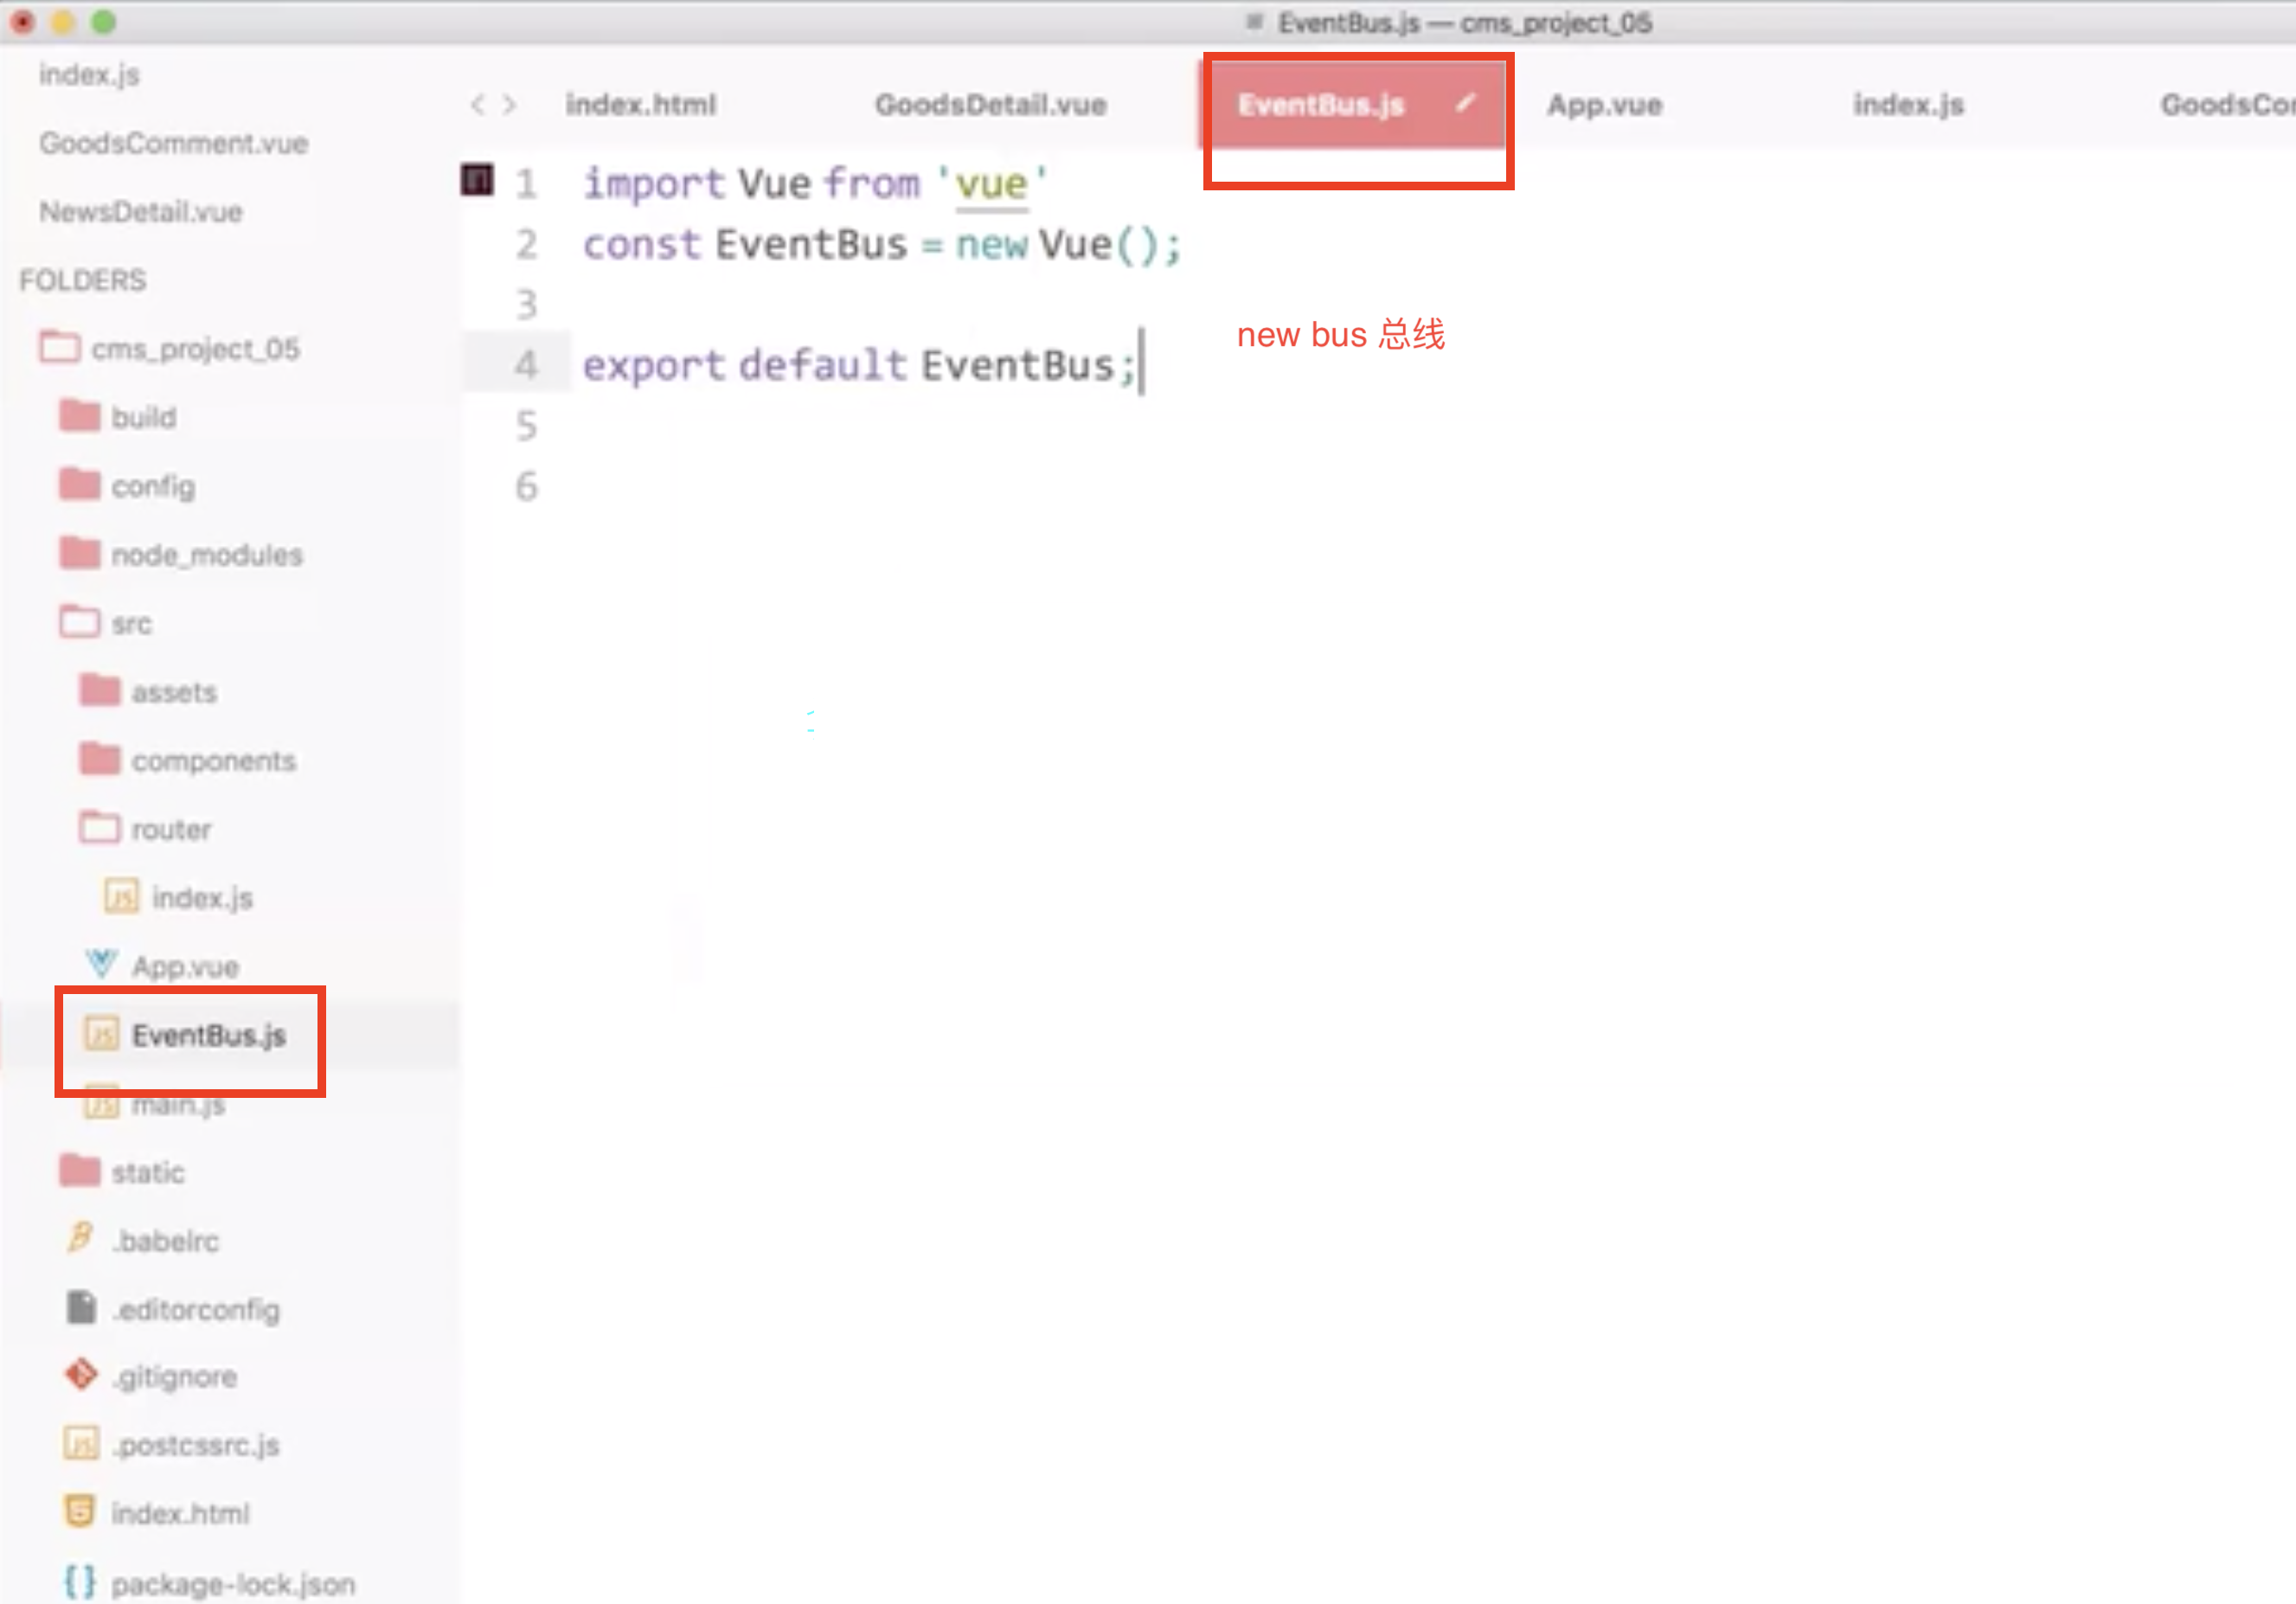 EventBus.js — cms_project_05
index.js
GoodsComment.vue
NewsDetail.vue
FOLDERS
cms_project_05
build
config
node_modules
src
assets
components
router
index.js
App.vue
EventBus.js
main.js
static
.babelrc
.editorconfig
.gitignore
.postcssrc.js
index.html
package-lock.json
index.html GoodsDetail.vue EventBus.js App.vue index.js GoodsCo
1 import Vue from 'vue'
2 const EventBus = new Vue();
3
4 export default EventBus;
5
6
new bus 总线